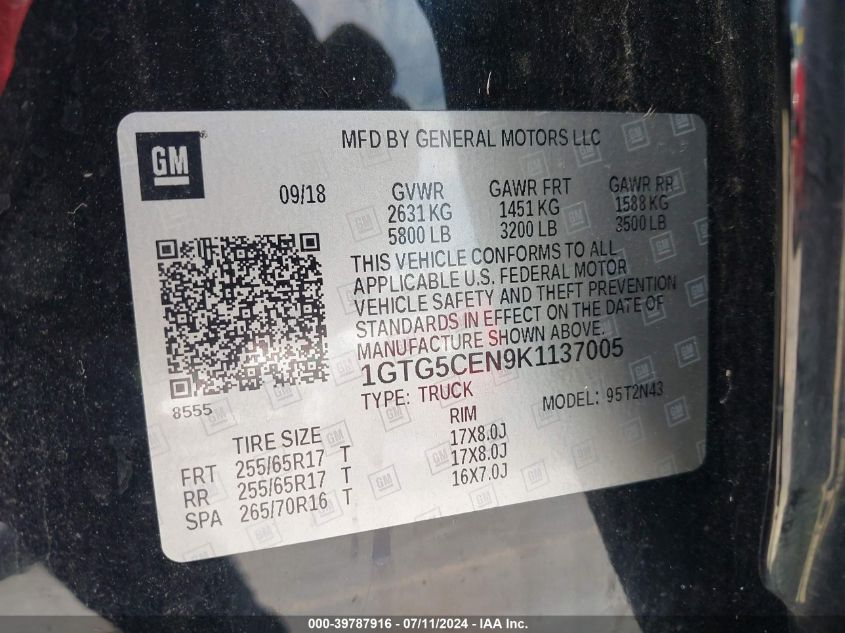 GM
MFD BY GENERAL MOTORS LLC
09/18
GVWR GAWR FRT GAWR RR
2631 KG 1451 KG 1588 KG
5800 LB 3200 LB 3500 LB
THIS VEHICLE CONFORMS TO ALL
APPLICABLE U.S. FEDERAL MOTOR
VEHICLE SAFETY AND THEFT PREVENTION
STANDARDS IN EFFECT ON THE DATE OF
MANUFACTURE SHOWN ABOVE.
1GTG5CEN9K1137005
TYPE: TRUCK MODEL: 95T2N43
8555
TIRE SIZE RIM
FRT 255/65R17 T 17X8.0J
RR 255/65R17 T 17X8.0J
SPA 265/70R16 T 16X7.0J
000-39787916 - 07/11/2024 - IAA Inc.